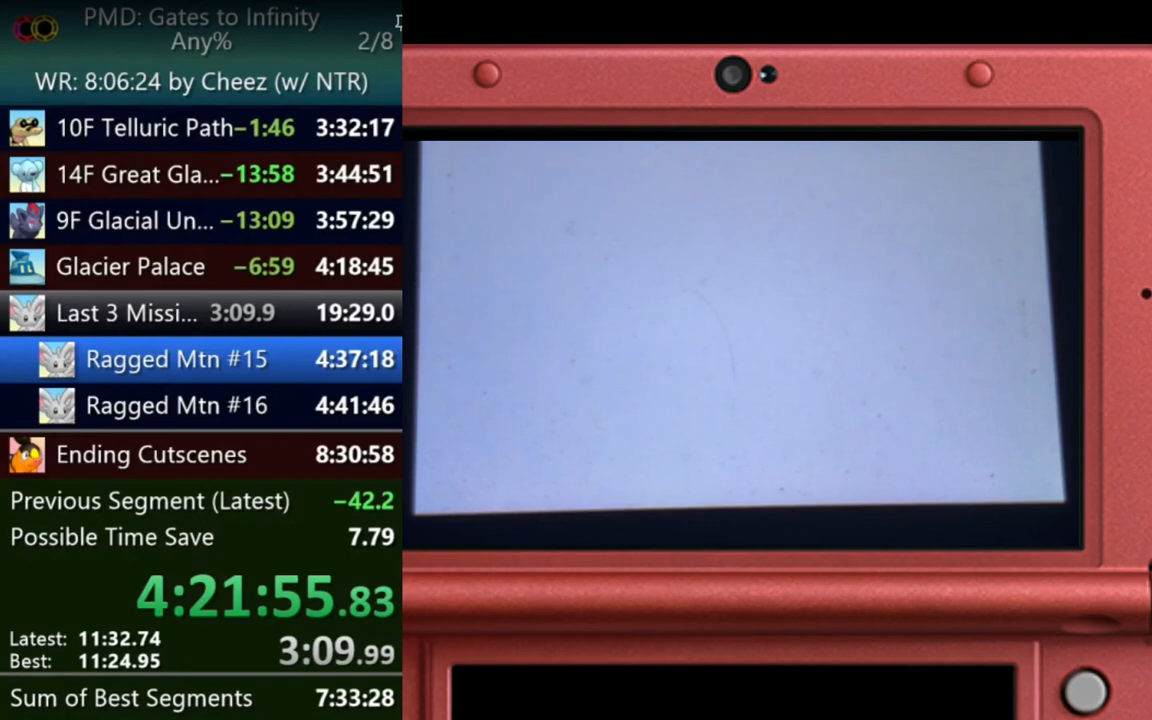 PMD: Gates to Infinity
Any% 2/8
WR: 8:06:24 by Cheez (w/ NTR)
10F Telluric Path −1:46 3:32:17
14F Great Gla... −13:58 3:44:51
9F Glacial Un... −13:09 3:57:29
Glacier Palace −6:59 4:18:45
Last 3 Missi... 3:09.9 19:29.0
Ragged Mtn #15 4:37:18
Ragged Mtn #16 4:41:46
Ending Cutscenes 8:30:58
Previous Segment (Latest) −42.2
Possible Time Save 7.79
4:21:55.83
Latest: 11:32.74
Best: 11:24.95
3:09.99
Sum of Best Segments 7:33:28